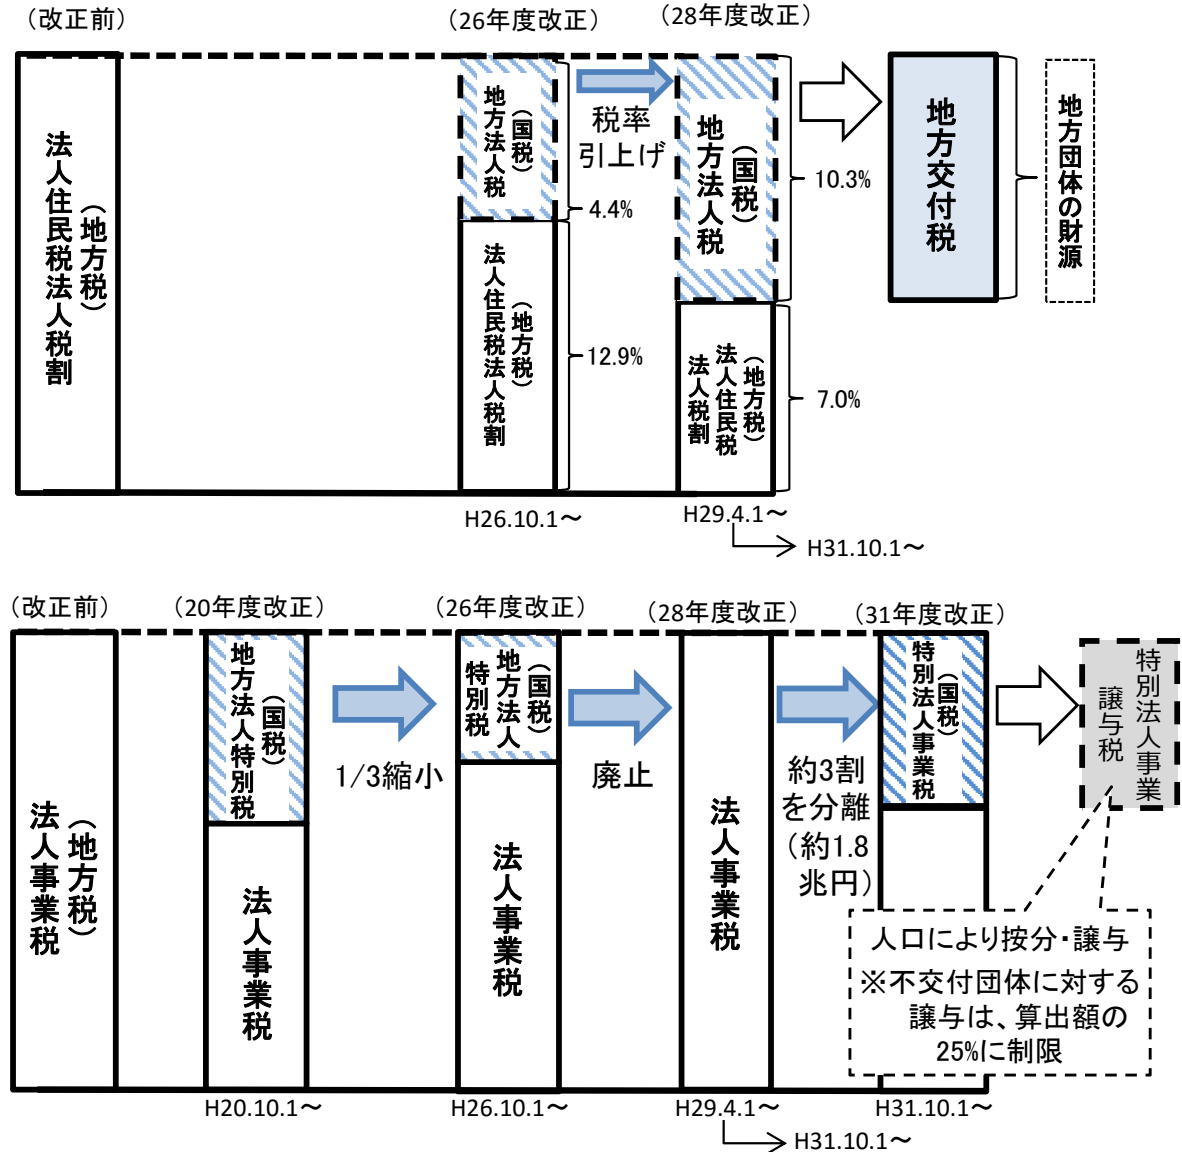 （改正前）
（26年度改正）
（28年度改正）
法人住民税法人税割
（地方税）
地方法人税
（国税）
4.4%
法人住民税法人税割
（地方税）
12.9%
税率
引上げ
地方法人税
（国税）
10.3%
法人住民税
法人税割
（地方税）
7.0%
地方交付税
地方団体の財源
H26.10.1～
H29.4.1～
H31.10.1～
（改正前）
（20年度改正）
（26年度改正）
（28年度改正）
（31年度改正）
法人事業税
（地方税）
地方法人特別税
（国税）
法人事業税
1/3縮小
地方法人
特別税
（国税）
法人事業税
廃止
法人事業税
約3割
を分離
（約1.8
兆円）
特別法人事業税
（国税）
特別法人事業
譲与税
人口により按分・譲与
※不交付団体に対する
譲与は、算出額の
25%に制限
H20.10.1～
H26.10.1～
H29.4.1～
H31.10.1～
H31.10.1～